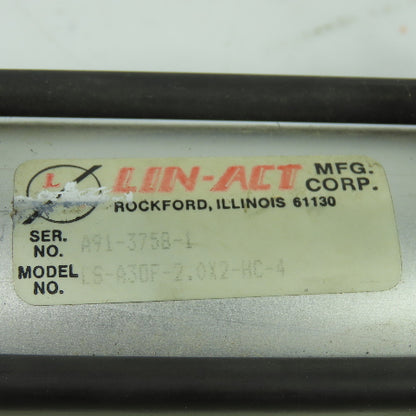 L
LIN-ACT MFG. CORP.
ROCKFORD, ILLINOIS 61130
SER. NO. A91-3758-1
MODEL NO. LS-A30P-2.0X2-HC-4